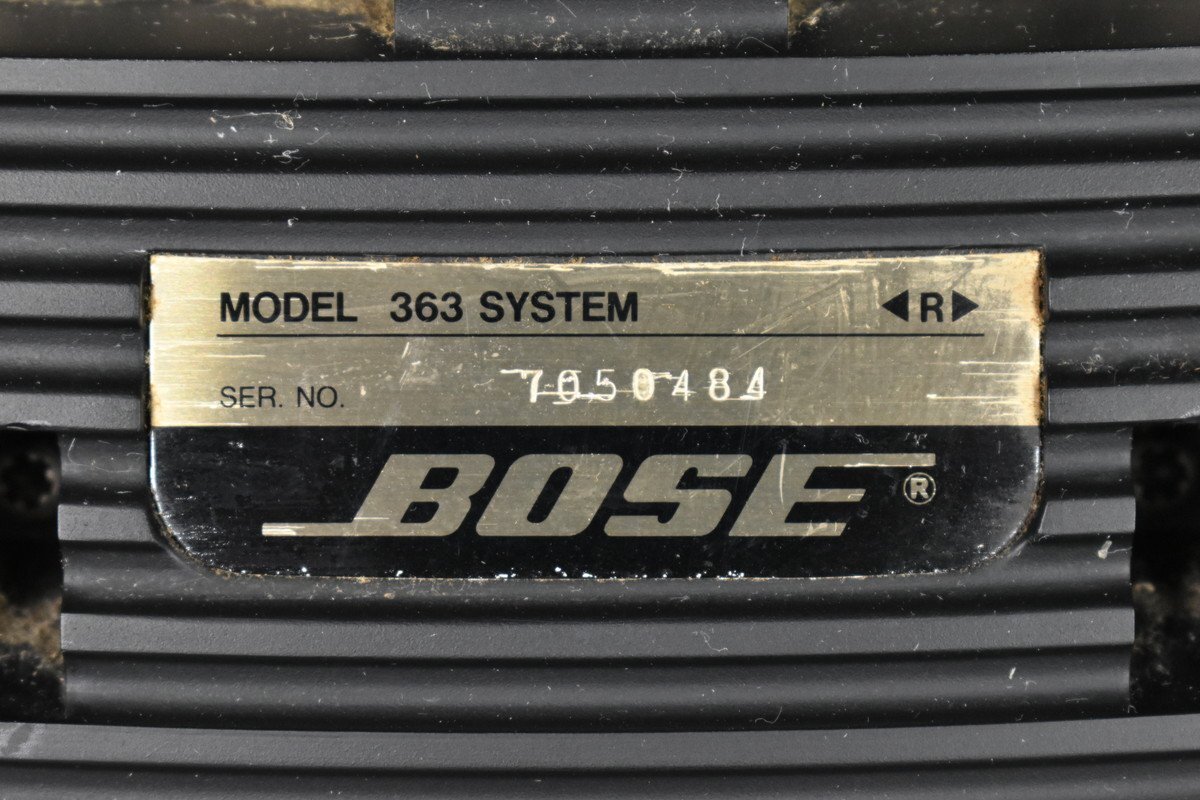 MODEL 363 SYSTEM ◀R▶
SER. NO. 7050484
BOSE®